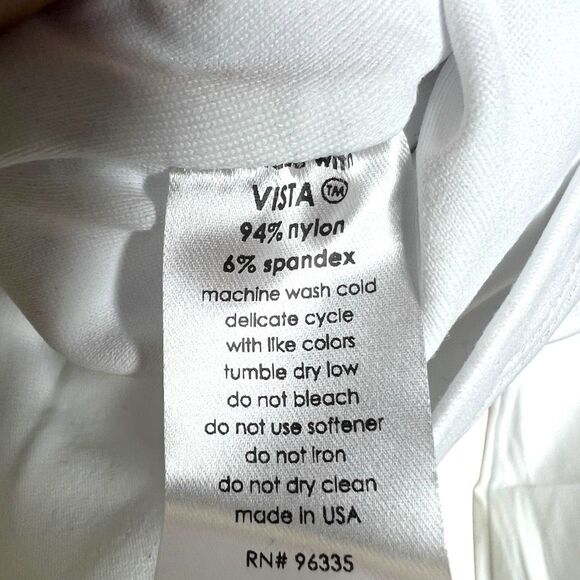 with
VISTA™
94% nylon
6% spandex
machine wash cold
delicate cycle
with like colors
tumble dry low
do not bleach
do not use softener
do not iron
do not dry clean
made in USA
RN# 96335